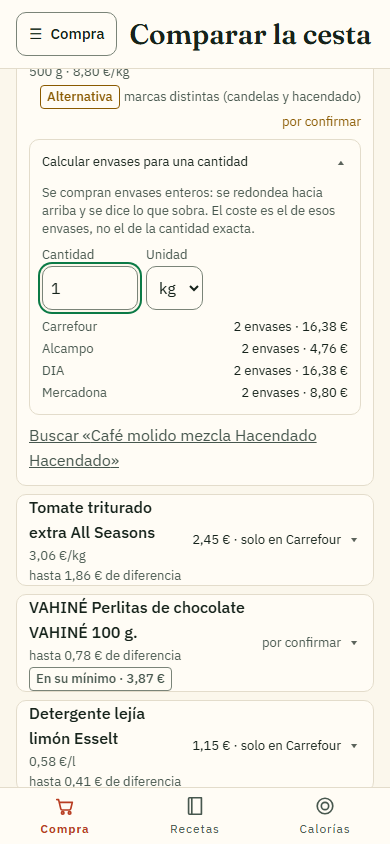 ☰ Compra
Comparar la cesta
500 g · 8,80 €/kg
Alternativa marcas distintas (candelas y hacendado)
por confirmar
Calcular envases para una cantidad
Se compran envases enteros: se redondea hacia
arriba y se dice lo que sobra. El coste es el de esos
envases, no el de la cantidad exacta.
Cantidad Unidad
1 kg
Carrefour 2 envases · 16,38 €
Alcampo 2 envases · 4,76 €
DIA 2 envases · 16,38 €
Mercadona 2 envases · 8,80 €
Buscar «Café molido mezcla Hacendado
Hacendado»
Tomate triturado
extra All Seasons
2,45 € · solo en Carrefour
3,06 €/kg
hasta 1,86 € de diferencia
VAHINÉ Perlitas de chocolate
VAHINÉ 100 g.
por confirmar
hasta 0,78 € de diferencia
En su mínimo · 3,87 €
Detergente lejía
limón Esselt
1,15 € · solo en Carrefour
0,58 €/l
hasta 0,41 € de diferencia
Compra Recetas Calorías